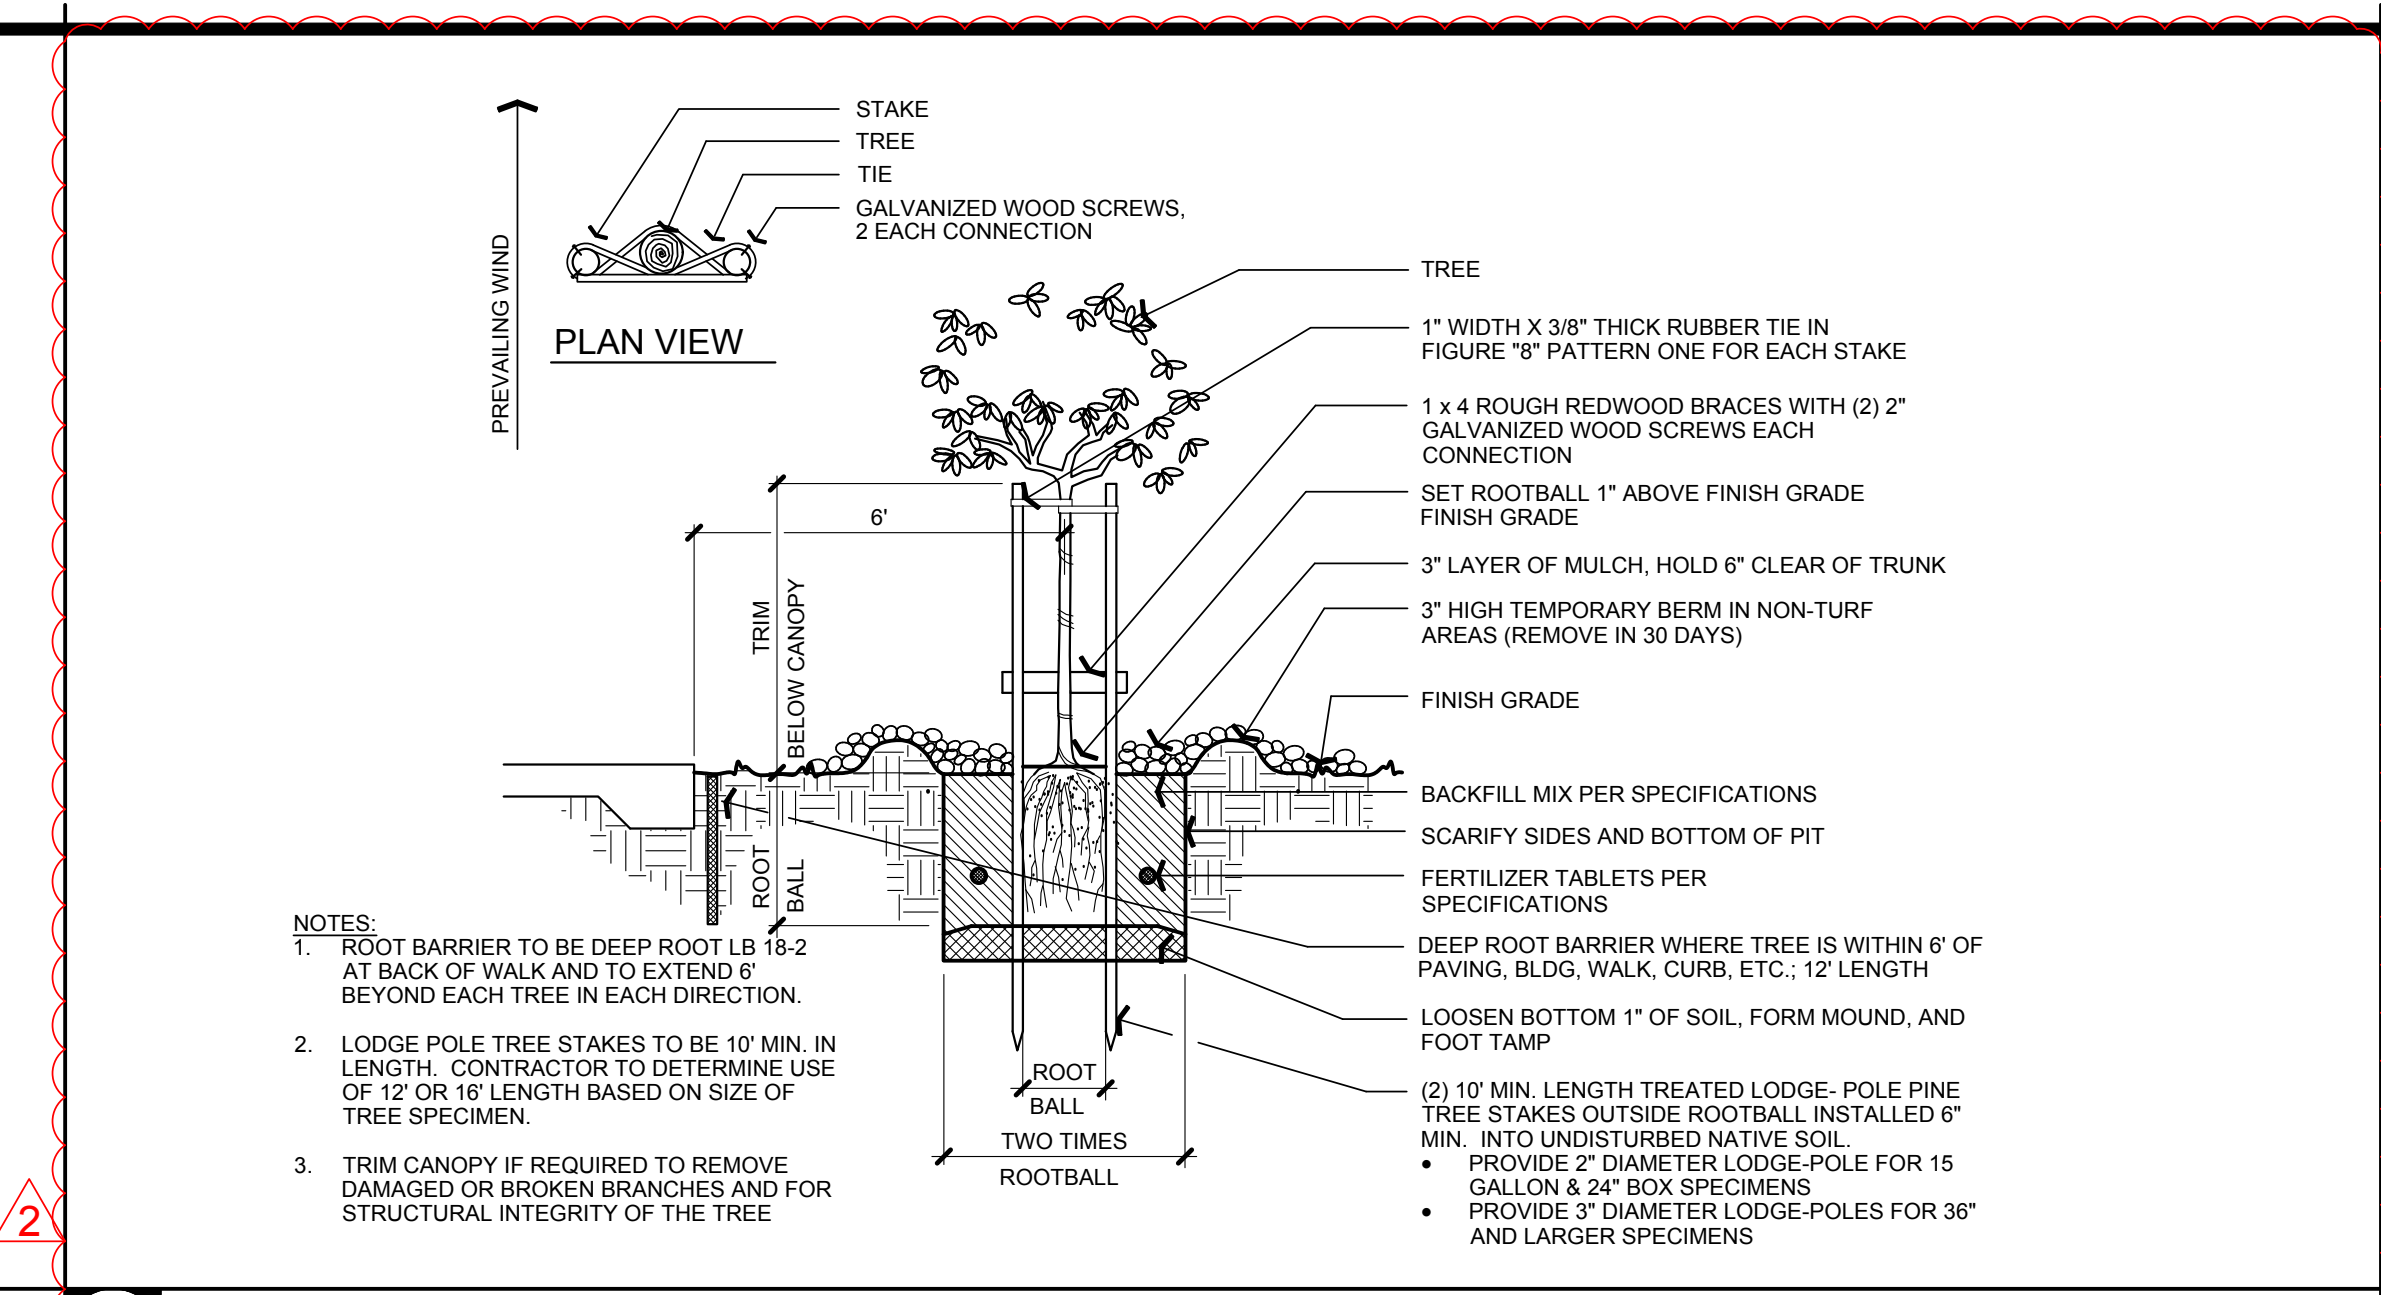 STAKE
TREE
TIE
GALVANIZED WOOD SCREWS,
2 EACH CONNECTION
PREVAILING WIND
PLAN VIEW
TREE
1" WIDTH X 3/8" THICK RUBBER TIE IN
FIGURE "8" PATTERN ONE FOR EACH STAKE
1 x 4 ROUGH REDWOOD BRACES WITH (2) 2"
GALVANIZED WOOD SCREWS EACH
CONNECTION
SET ROOTBALL 1" ABOVE FINISH GRADE
FINISH GRADE
3" LAYER OF MULCH, HOLD 6" CLEAR OF TRUNK
3" HIGH TEMPORARY BERM IN NON-TURF
AREAS (REMOVE IN 30 DAYS)
FINISH GRADE
BACKFILL MIX PER SPECIFICATIONS
SCARIFY SIDES AND BOTTOM OF PIT
FERTILIZER TABLETS PER
SPECIFICATIONS
DEEP ROOT BARRIER WHERE TREE IS WITHIN 6' OF
PAVING, BLDG, WALK, CURB, ETC.; 12' LENGTH
LOOSEN BOTTOM 1" OF SOIL, FORM MOUND, AND
FOOT TAMP
(2) 10' MIN. LENGTH TREATED LODGE- POLE PINE
TREE STAKES OUTSIDE ROOTBALL INSTALLED 6"
MIN. INTO UNDISTURBED NATIVE SOIL.
• PROVIDE 2" DIAMETER LODGE-POLE FOR 15
GALLON & 24" BOX SPECIMENS
• PROVIDE 3" DIAMETER LODGE-POLES FOR 36"
AND LARGER SPECIMENS
6'
TRIM
BELOW CANOPY
ROOT
BALL
ROOT
BALL
TWO TIMES
ROOTBALL
NOTES:
1. ROOT BARRIER TO BE DEEP ROOT LB 18-2
AT BACK OF WALK AND TO EXTEND 6'
BEYOND EACH TREE IN EACH DIRECTION.
2. LODGE POLE TREE STAKES TO BE 10' MIN. IN
LENGTH. CONTRACTOR TO DETERMINE USE
OF 12' OR 16' LENGTH BASED ON SIZE OF
TREE SPECIMEN.
3. TRIM CANOPY IF REQUIRED TO REMOVE
DAMAGED OR BROKEN BRANCHES AND FOR
STRUCTURAL INTEGRITY OF THE TREE
2